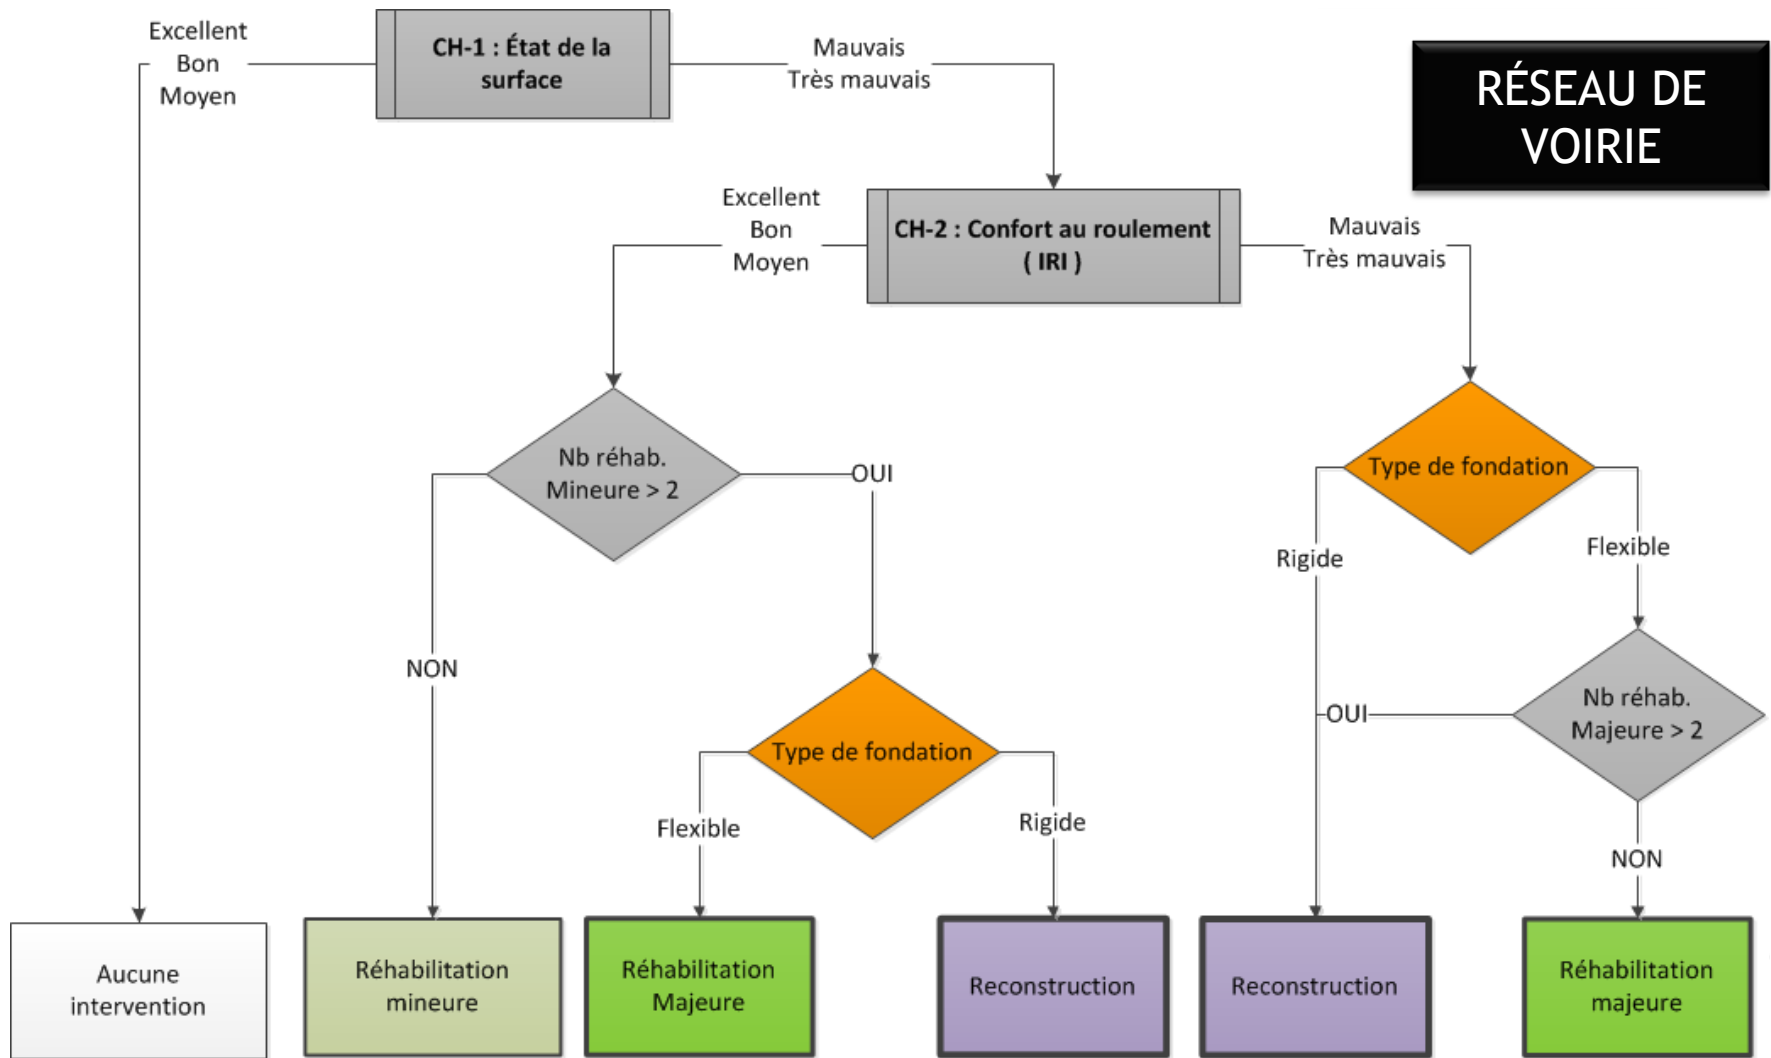 Excellent
Bon
Moyen
CH-1 : État de la
surface
Mauvais
Très mauvais
RÉSEAU DE
VOIRIE
Excellent
Bon
Moyen
CH-2 : Confort au roulement
( IRI )
Mauvais
Très mauvais
Nb réhab.
Mineure > 2
OUI
Type de fondation
Rigide
Flexible
NON
Nb réhab.
Majeure > 2
OUI
Type de fondation
Flexible
Rigide
NON
Aucune
intervention
Réhabilitation
mineure
Réhabilitation
Majeure
Reconstruction
Reconstruction
Réhabilitation
majeure